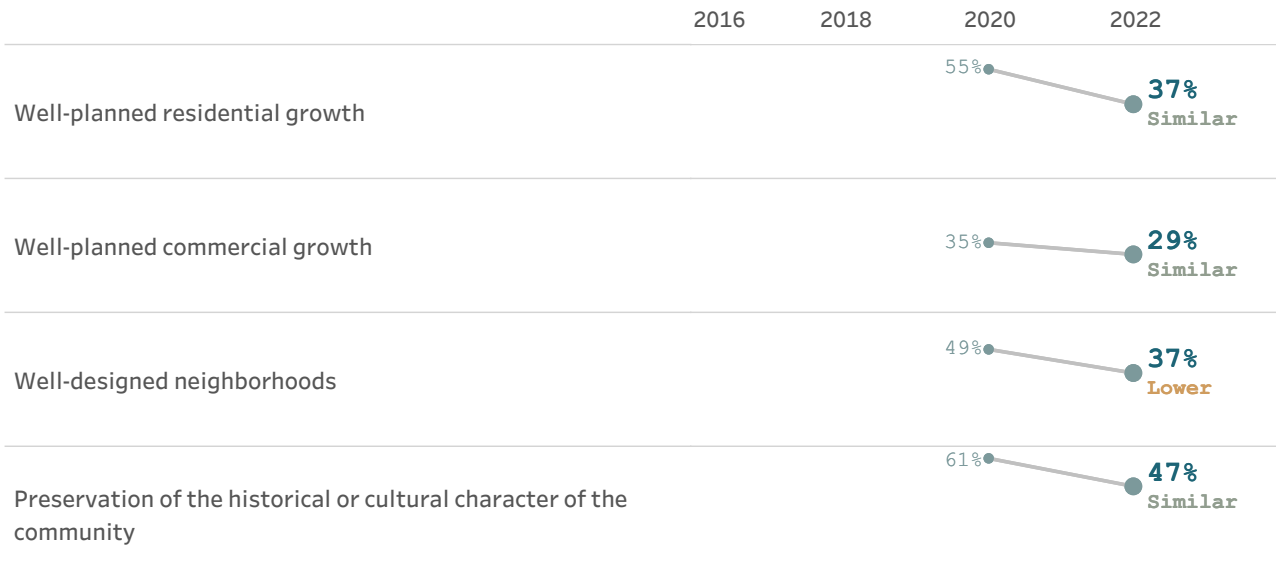 2016 2018 2020 2022
55%
37%
Well-planned residential growth
Similar
35%
29%
Well-planned commercial growth
Similar
49%
37%
Well-designed neighborhoods
Lower
61%
47%
Preservation of the historical or cultural character of the
Similar
community